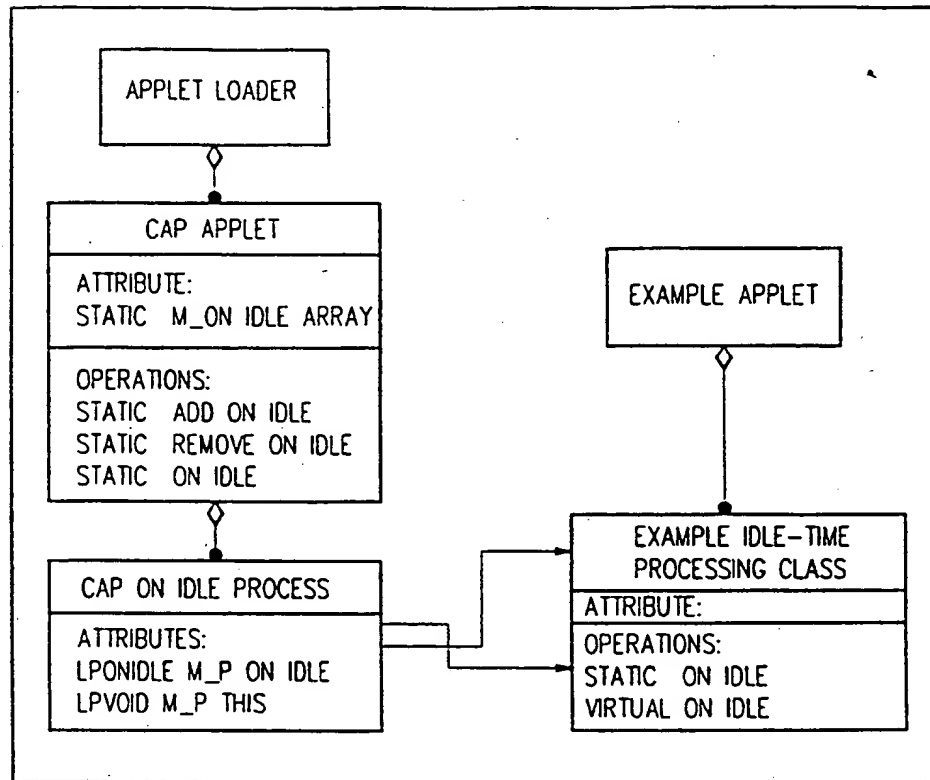 APPLET LOADER
CAP APPLET
ATTRIBUTE:
STATIC M_ON IDLE ARRAY
OPERATIONS:
STATIC ADD ON IDLE
STATIC REMOVE ON IDLE
STATIC ON IDLE
CAP ON IDLE PROCESS
ATTRIBUTES:
LPONIDLE M_P ON IDLE
LPVOID M_P THIS
EXAMPLE APPLET
EXAMPLE IDLE-TIME
PROCESSING CLASS
ATTRIBUTE:
OPERATIONS:
STATIC ON IDLE
VIRTUAL ON IDLE